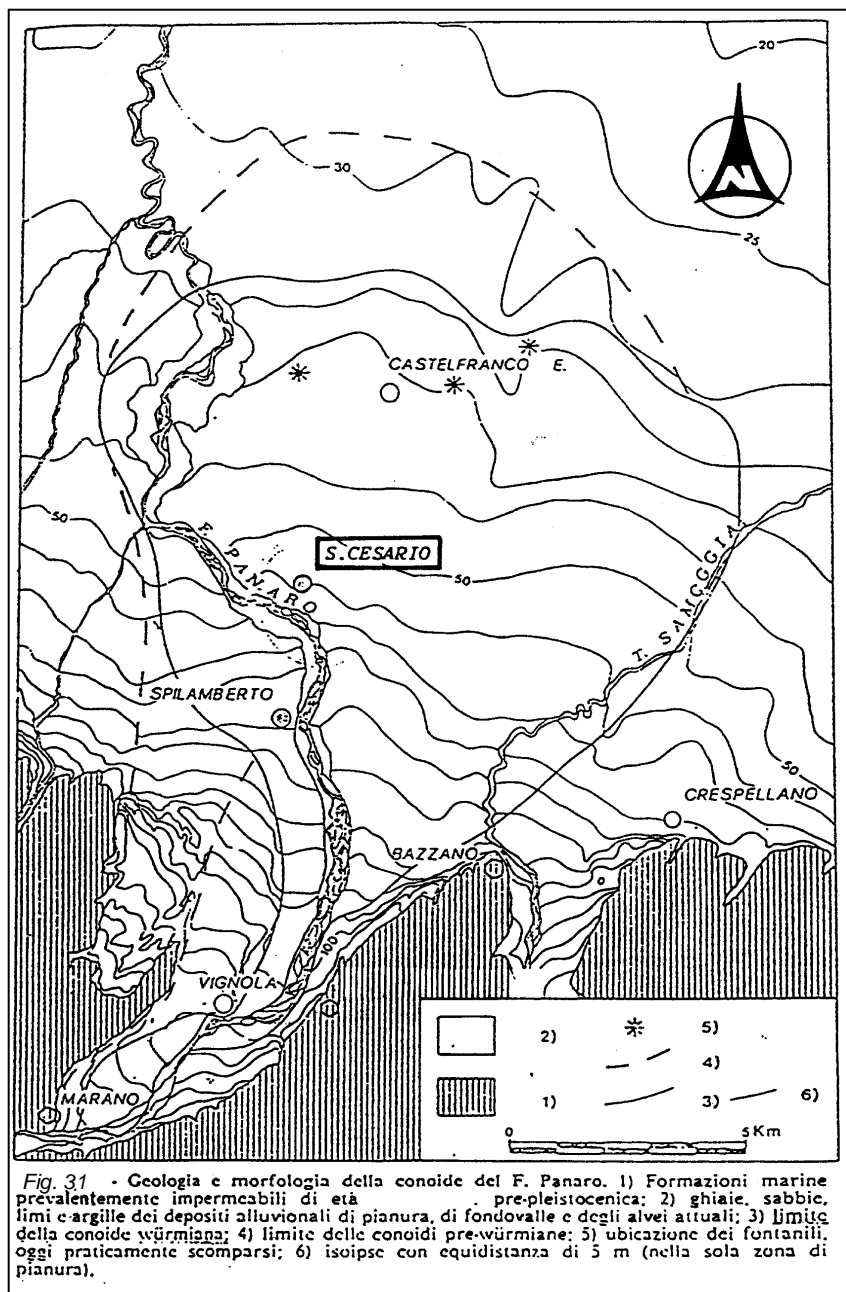 20
30
25
N
CASTELFRANCO E.
50
F. PANARO
S.CESARIO
50
T. SAMOGGIA
SPILAMBERTO
50
CRESPELLANO
BAZZANO
100
VIGNOLA
MARANO
2) 5)
4)
1) 3) 6)
0 5 Km
Fig. 31 - Geologia e morfologia della conoide del F. Panaro. 1) Formazioni marine
prevalentemente impermeabili di età . pre-pleistocenica; 2) ghiaie, sabbie,
limi e argille dei depositi alluvionali di pianura, di fondovalle e degli alvei attuali; 3) limite
della conoide würmiana; 4) limite delle conoidi pre-würmiane; 5) ubicazione dei fontanili,
oggi praticamente scomparsi; 6) isoipse con equidistanza di 5 m (nella sola zona di
pianura).